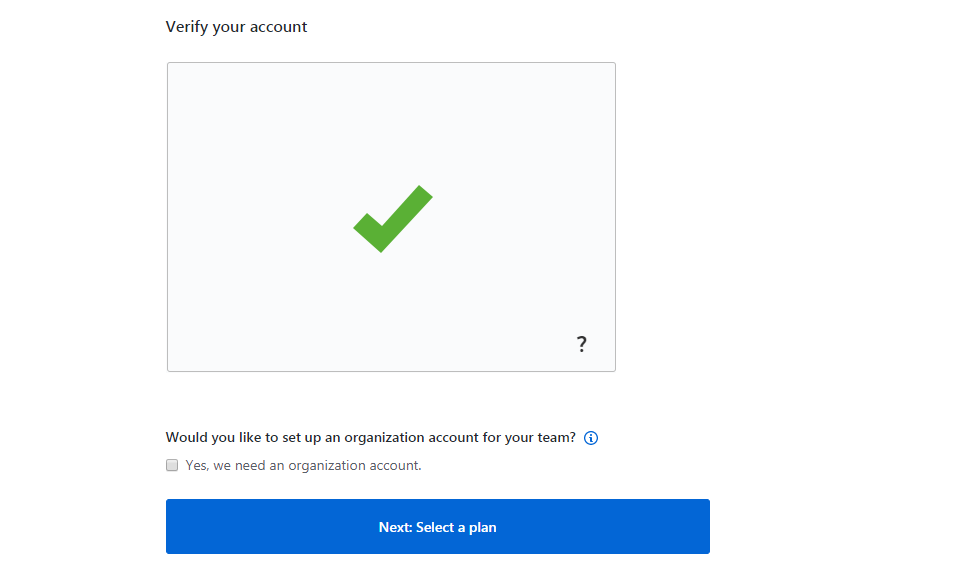 Verify your account
?
Would you like to set up an organization account for your team?
Yes, we need an organization account.
Next: Select a plan